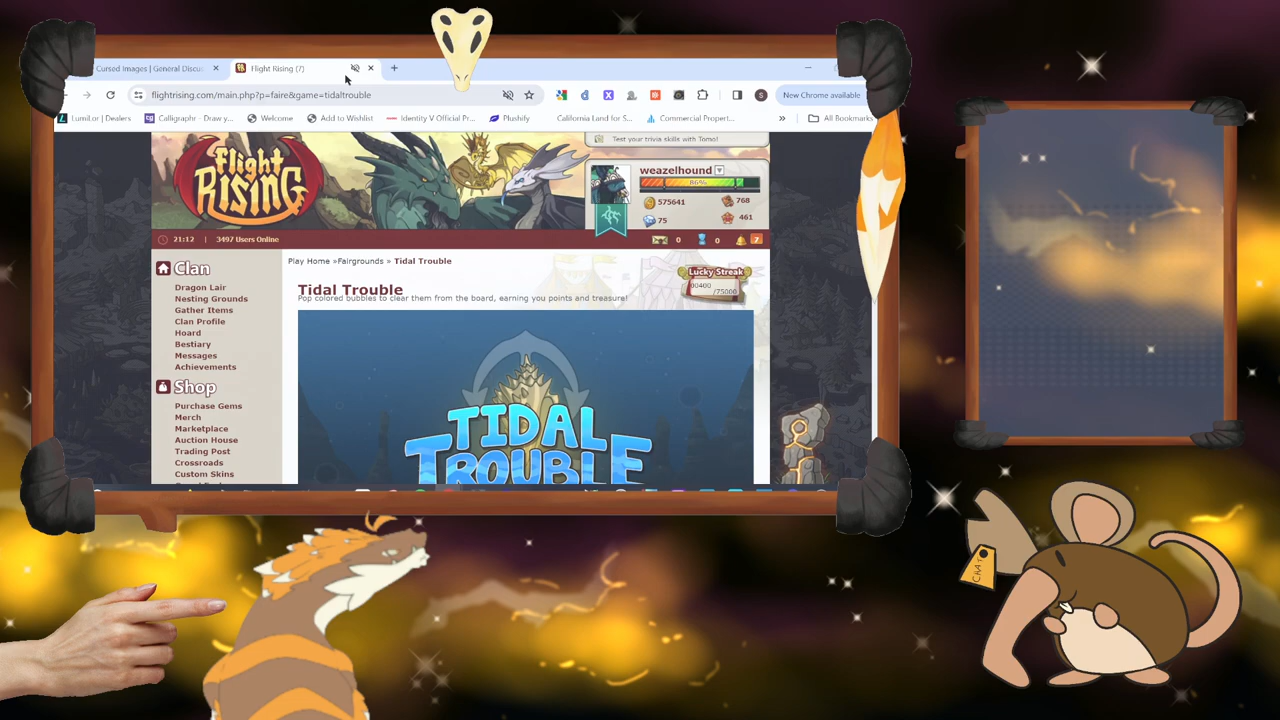 Cursed Images | General Discus
Flight Rising (7)
flightrising.com/main.php?p=faire&game=tidaltrouble
New Chrome available
Lumi.or | Dealers
Calligraphr - Draw y...
Welcome
Add to Wishlist
Identity V Official Pr...
Plushify
California Land for S...
Commercial Propert...
All Bookmarks
Flight
RISING
Test your trivia skills with Tomo!
weazelhound
86%
575641
768
75
461
21:12 | 3497 Users Online
0
0
7
Clan
Dragon Lair
Nesting Grounds
Gather Items
Clan Profile
Hoard
Bestiary
Messages
Achievements
Shop
Purchase Gems
Merch
Marketplace
Auction House
Trading Post
Crossroads
Custom Skins
Play Home »Fairgrounds » Tidal Trouble
Lucky Streak
00400
/75000
Tidal Trouble
Pop colored bubbles to clear them from the board, earning you points and treasure!
TIDAL
TROUBLE
CHAT